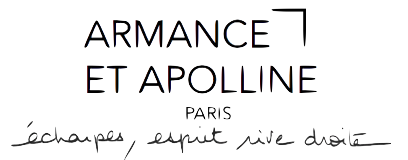 ARMANCE
ET APOLLINE
PARIS
écharpes, esprit rive droite